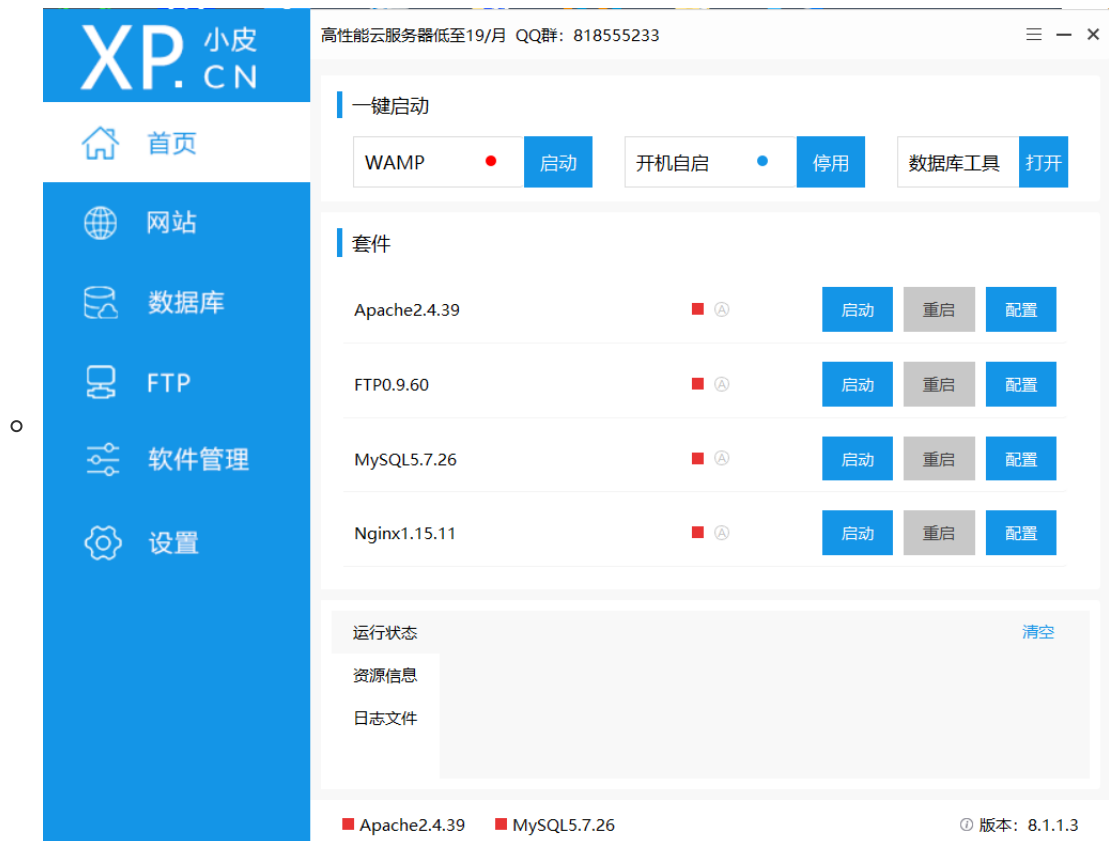 XP.小皮
CN
高性能云服务器低至19/月 QQ群：818555233
首页
网站
数据库
FTP
软件管理
设置
一键启动
WAMP 启动 开机自启 停用 数据库工具 打开
套件
Apache2.4.39 A 启动 重启 配置
FTP0.9.60 A 启动 重启 配置
MySQL5.7.26 A 启动 重启 配置
Nginx1.15.11 A 启动 重启 配置
运行状态 清空
资源信息
日志文件
Apache2.4.39 MySQL5.7.26 版本：8.1.1.3